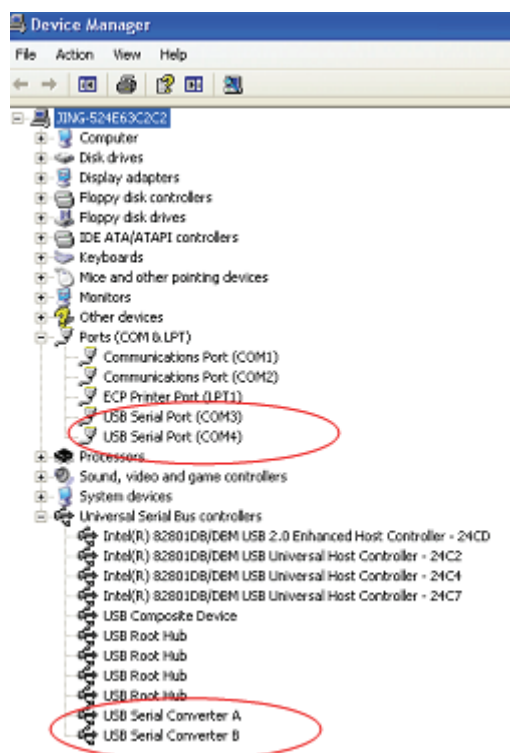 Device Manager
File Action View Help
JING-524E63C2C2
Computer
Disk drives
Display adapters
Floppy disk controllers
Floppy disk drives
IDE ATA/ATAPI controllers
Keyboards
Mice and other pointing devices
Monitors
Other devices
Ports (COM & LPT)
Communications Port (COM1)
Communications Port (COM2)
ECP Printer Port (LPT1)
USB Serial Port (COM3)
USB Serial Port (COM4)
Processors
Sound, video and game controllers
System devices
Universal Serial Bus controllers
Intel(R) 82801DB/DBM USB 2.0 Enhanced Host Controller - 24CD
Intel(R) 82801DB/DBM USB Universal Host Controller - 24C2
Intel(R) 82801DB/DBM USB Universal Host Controller - 24C4
Intel(R) 82801DB/DBM USB Universal Host Controller - 24C7
USB Composite Device
USB Root Hub
USB Root Hub
USB Root Hub
USB Root Hub
USB Serial Converter A
USB Serial Converter B